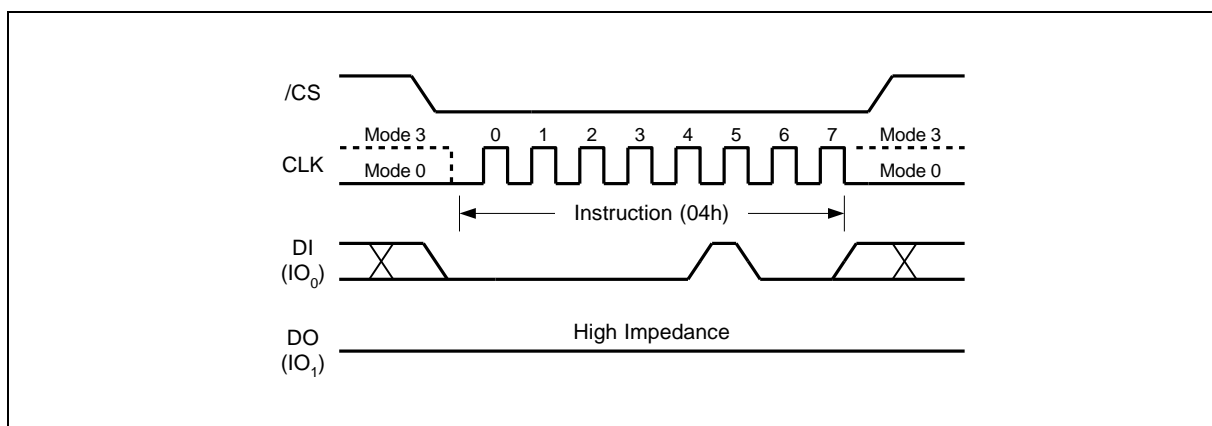 /CS
Mode 3 0 1 2 3 4 5 6 7 Mode 3
CLK
Mode 0 Mode 0
Instruction (04h)
DI
(IO0)
High Impedance
DO
(IO1)